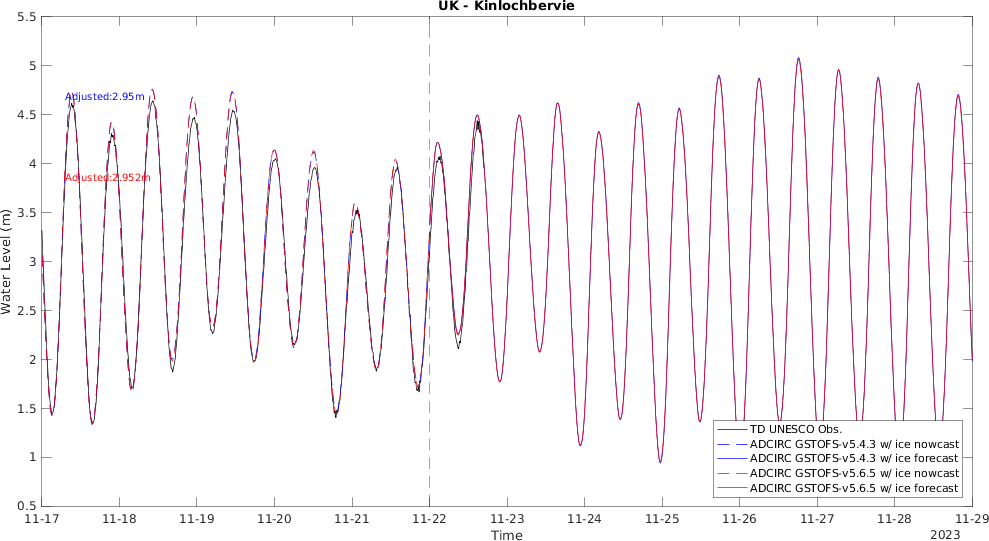 UK - Kinlochbervie
5.5
5
4.5
4
3.5
3
2.5
2
1.5
1
0.5
Water Level (m)
Adjusted:2.95m
Adjusted:2.952m
TD UNESCO Obs.
ADCIRC GSTOFS-v5.4.3 w/ ice nowcast
ADCIRC GSTOFS-v5.4.3 w/ ice forecast
ADCIRC GSTOFS-v5.6.5 w/ ice nowcast
ADCIRC GSTOFS-v5.6.5 w/ ice forecast
11-17 11-18 11-19 11-20 11-21 11-22 11-23 11-24 11-25 11-26 11-27 11-28 11-29
Time
2023